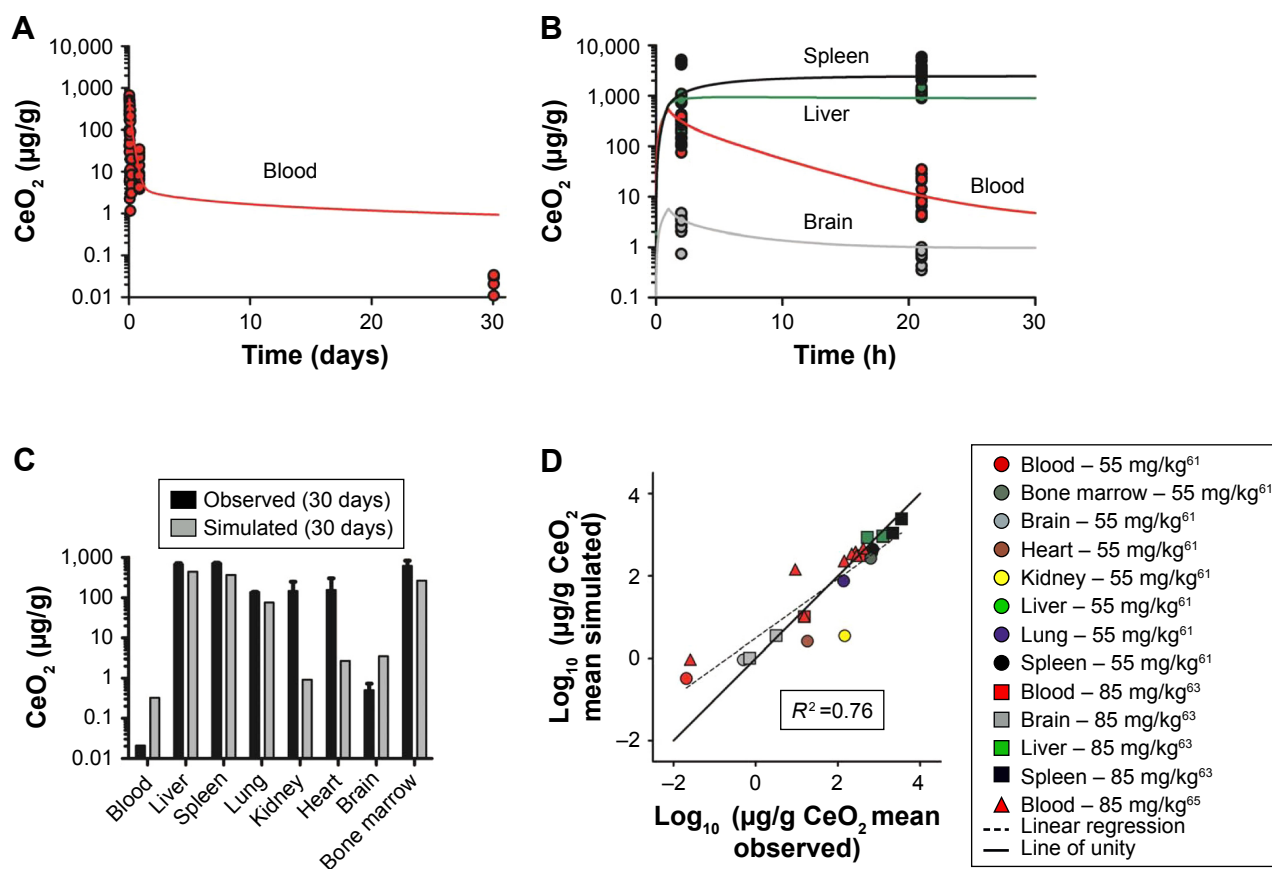 A
CeO₂ (µg/g)
10,000
1,000
100
10
1
0.1
0.01
Blood
0
10
20
30
Time (days)
B
CeO₂ (µg/g)
10,000
1,000
100
10
1
0.1
Spleen
Liver
Blood
Brain
0
10
20
30
Time (h)
C
Observed (30 days)
Simulated (30 days)
CeO₂ (µg/g)
1,000
100
10
1
0.1
0.01
Blood
Liver
Spleen
Lung
Kidney
Heart
Brain
Bone marrow
D
Log₁₀ (µg/g CeO₂
mean simulated)
4
2
0
–2
R² =0.76
–2
0
2
4
Log₁₀ (µg/g CeO₂ mean
observed)
Blood – 55 mg/kg⁶¹
Bone marrow – 55 mg/kg⁶¹
Brain – 55 mg/kg⁶¹
Heart – 55 mg/kg⁶¹
Kidney – 55 mg/kg⁶¹
Liver – 55 mg/kg⁶¹
Lung – 55 mg/kg⁶¹
Spleen – 55 mg/kg⁶¹
Blood – 85 mg/kg⁶³
Brain – 85 mg/kg⁶³
Liver – 85 mg/kg⁶³
Spleen – 85 mg/kg⁶³
Blood – 85 mg/kg⁶⁵
Linear regression
Line of unity